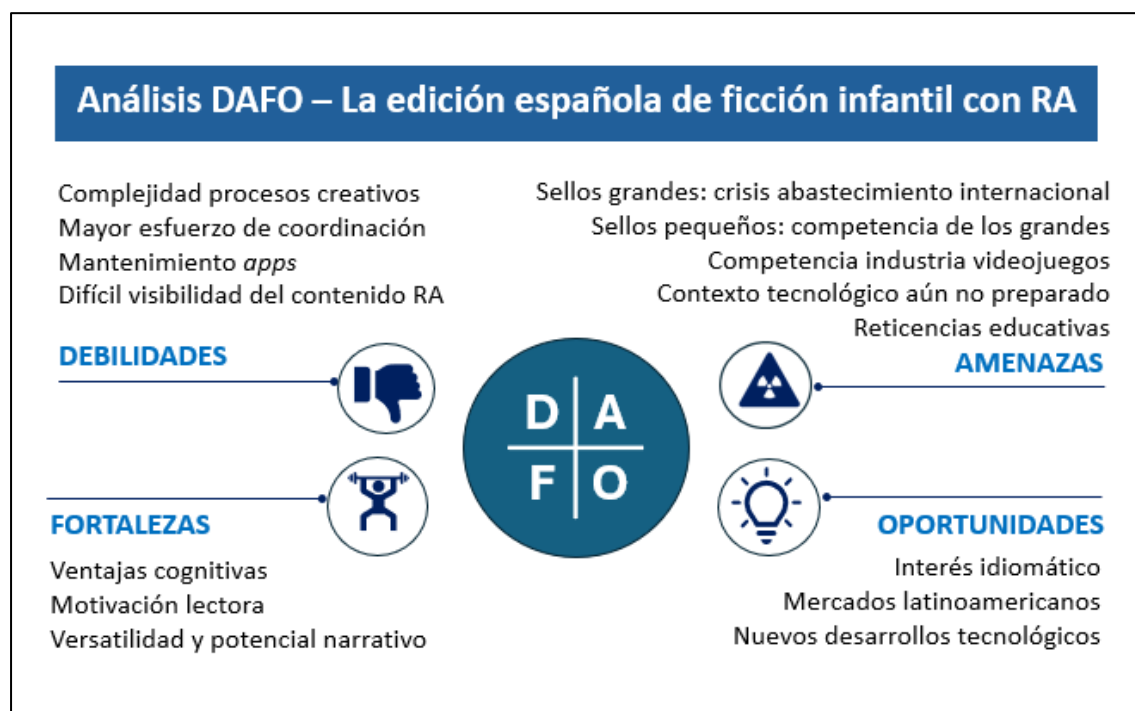 Análisis DAFO – La edición española de ficción infantil con RA
Complejidad procesos creativos
Mayor esfuerzo de coordinación
Mantenimiento apps
Difícil visibilidad del contenido RA
DEBILIDADES
Sellos grandes: crisis abastecimiento internacional
Sellos pequeños: competencia de los grandes
Competencia industria videojuegos
Contexto tecnológico aún no preparado
Reticencias educativas
AMENAZAS
D A
F O
FORTALEZAS
Ventajas cognitivas
Motivación lectora
Versatilidad y potencial narrativo
OPORTUNIDADES
Interés idiomático
Mercados latinoamericanos
Nuevos desarrollos tecnológicos